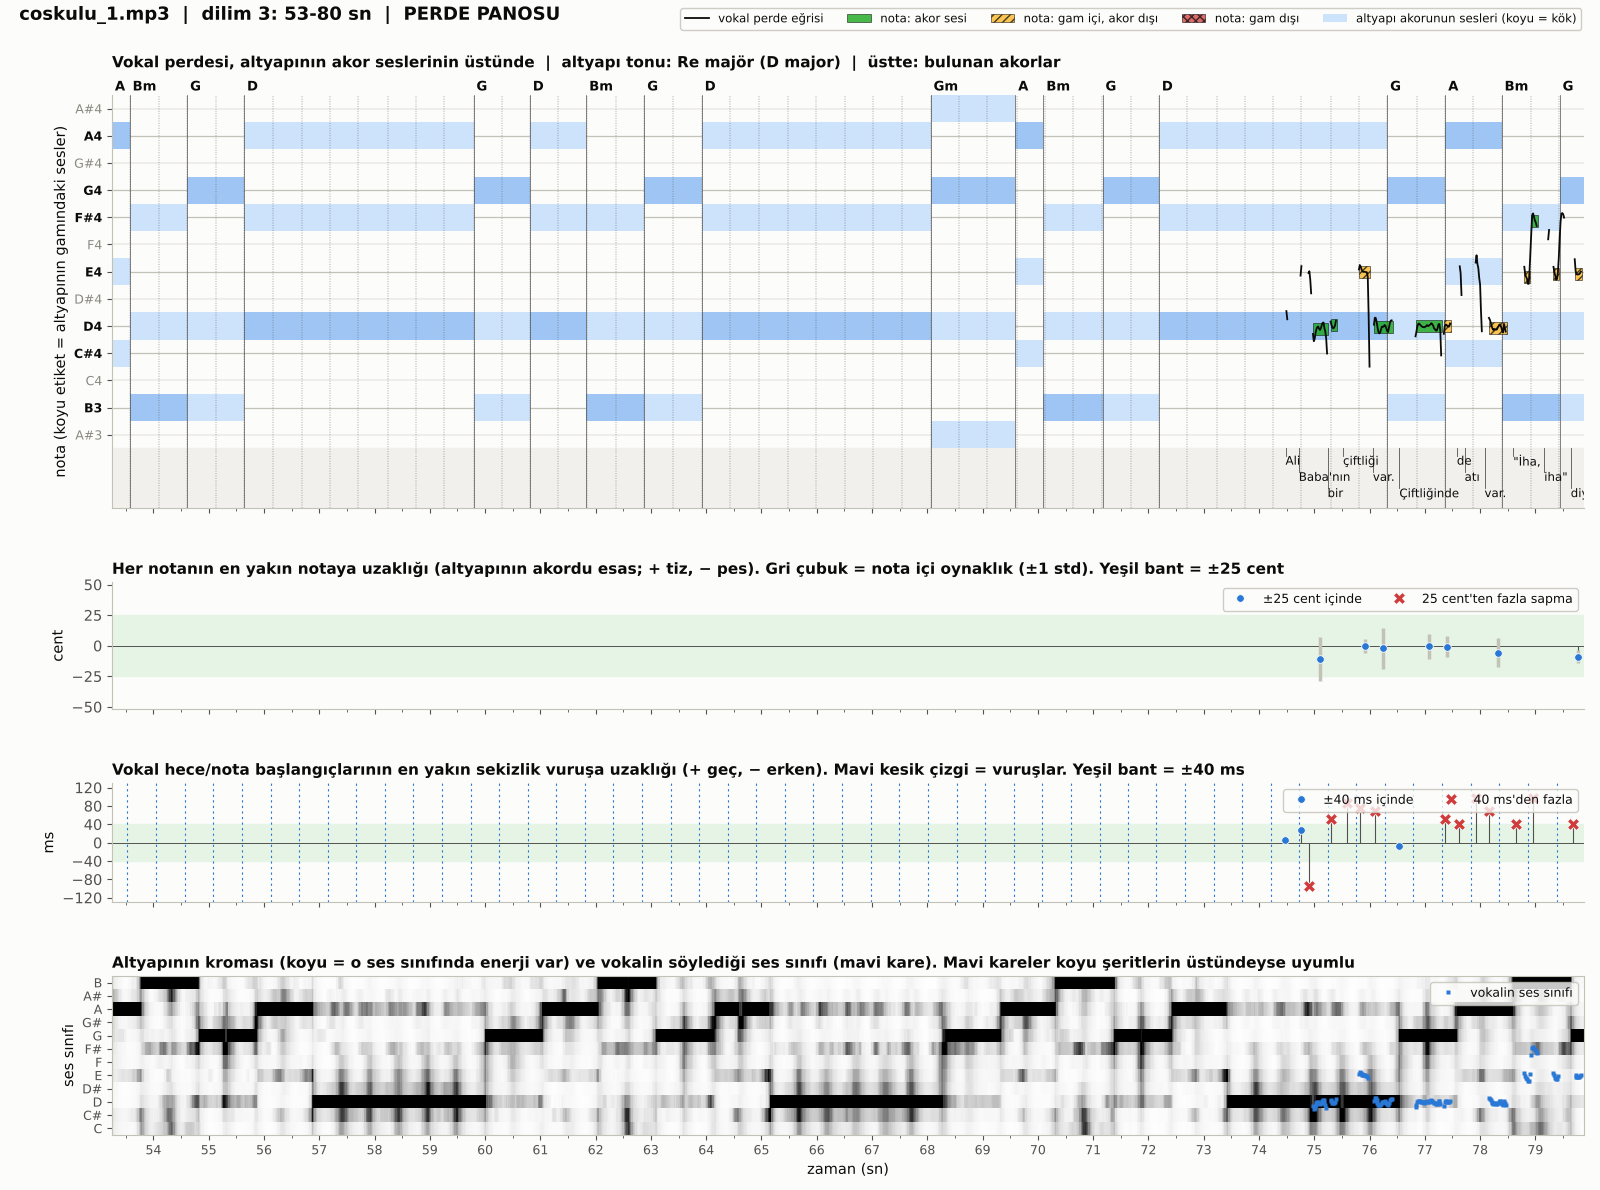 coskulu_1.mp3 | dilim 3: 53-80 sn | PERDE PANOSU
vokal perde eğrisi
nota: akor sesi
nota: gam içi, akor dışı
nota: gam dışı
altyapı akorunun sesleri (koyu = kök)
Vokal perdesi, altyapının akor seslerinin üstünde | altyapı tonu: Re majör (D major) | üstte: bulunan akorlar
A Bm G D G D Bm G D Gm A Bm G D G A Bm G
nota (koyu etiket = altyapının gamındaki sesler)
A#4
A4
G#4
G4
F#4
F4
E4
D#4
D4
C#4
C4
B3
A#3
Ali çiftliği de "İha,
Baba'nın var. atı iha"
bir Çiftliğinde var. diy
Her notanın en yakın notaya uzaklığı (altyapının akordu esas; + tiz, − pes). Gri çubuk = nota içi oynaklık (±1 std). Yeşil bant = ±25 cent
±25 cent içinde
25 cent'ten fazla sapma
cent
50
25
0
−25
−50
Vokal hece/nota başlangıçlarının en yakın sekizlik vuruşa uzaklığı (+ geç, − erken). Mavi kesik çizgi = vuruşlar. Yeşil bant = ±40 ms
±40 ms içinde
40 ms'den fazla
ms
120
80
40
0
−40
−80
−120
Altyapının kroması (koyu = o ses sınıfında enerji var) ve vokalin söylediği ses sınıfı (mavi kare). Mavi kareler koyu şeritlerin üstündeyse uyumlu
vokalin ses sınıfı
ses sınıfı
B
A#
A
G#
G
F#
F
E
D#
D
C#
C
54 55 56 57 58 59 60 61 62 63 64 65 66 67 68 69 70 71 72 73 74 75 76 77 78 79
zaman (sn)